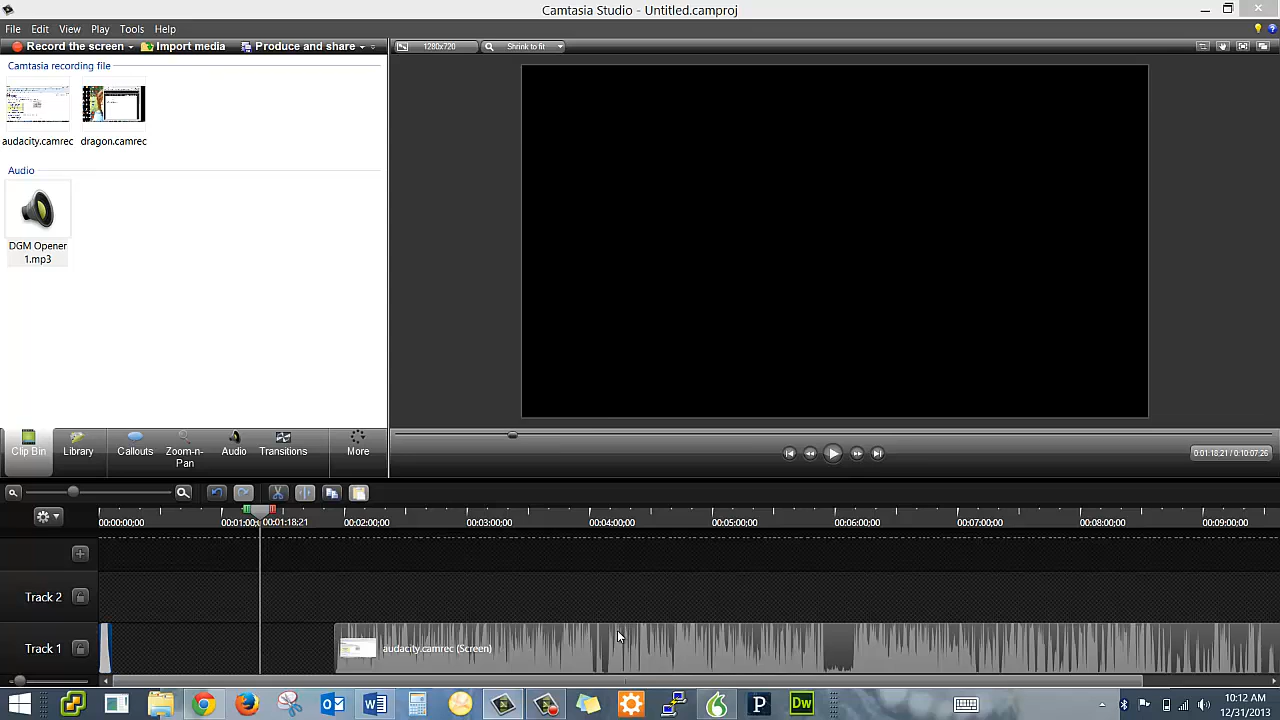 Camtasia Studio - Untitled.camproj
File Edit View Play Tools Help
Record the screen Import media Produce and share
1280x720 Shrink to fit
Camtasia recording file
audacity.camrec dragon.camrec
Audio
DGM Opener
1.mp3
Clip Bin Library Callouts Zoom-n-
Pan Audio Transitions More
0:01:18;21 / 0:10:07;26
00:00:00;00 00:01:0 00:01:18;21 00:02:00;00 00:03:00;00 00:04:00;00 00:05:00;00 00:06:00;00 00:07:00;00 00:08:00;00 00:09:00;00
Track 2
Track 1
audacity.camrec (Screen)
P Dw
10:12 AM
12/31/2013